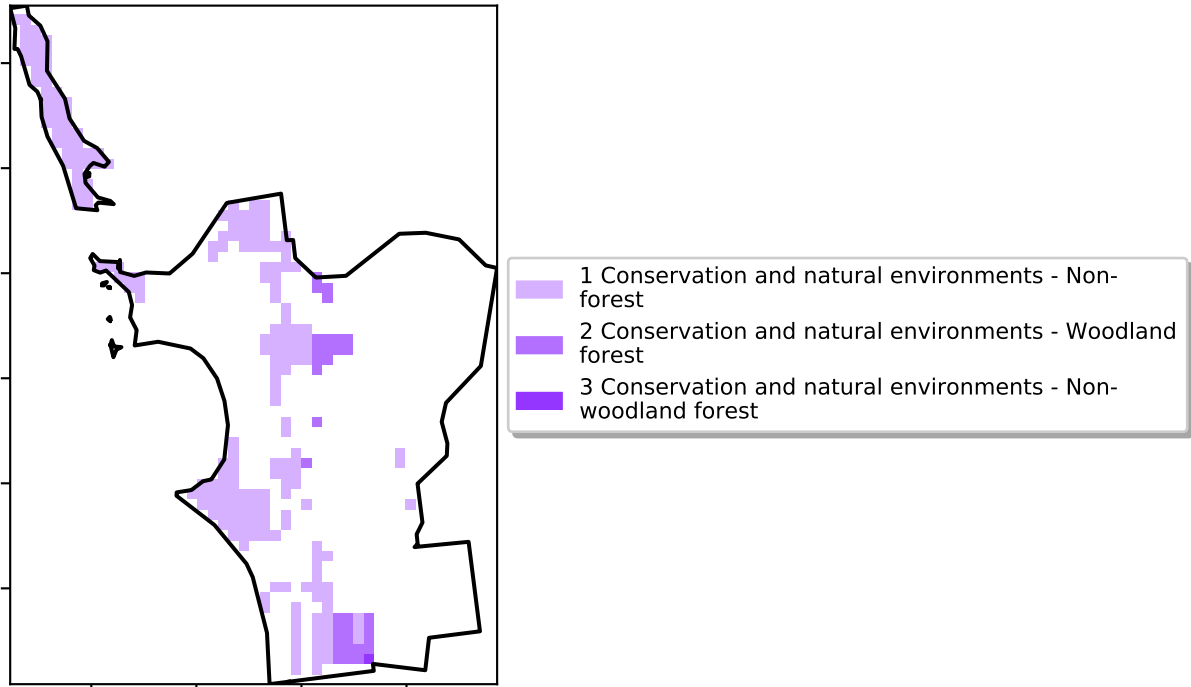 1 Conservation and natural environments - Non-
forest
2 Conservation and natural environments - Woodland
forest
3 Conservation and natural environments - Non-
woodland forest